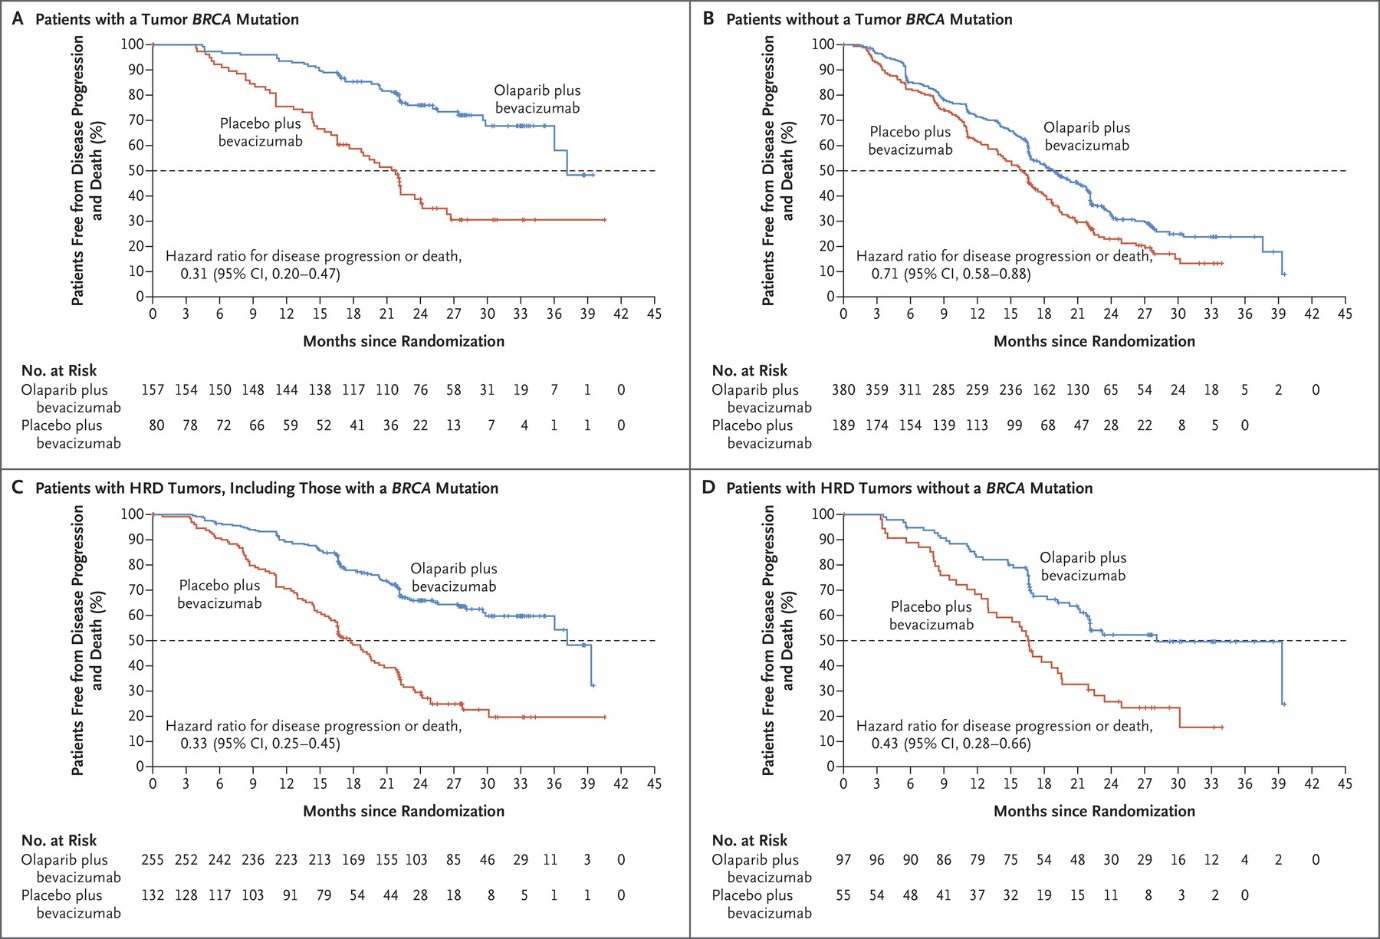 A Patients with a Tumor BRCA Mutation
Patients Free from Disease Progression
and Death (%)
100
90
80
70
60
50
40
30
20
10
0
Olaparib plus
bevacizumab
Placebo plus
bevacizumab
Hazard ratio for disease progression or death,
0.31 (95% CI, 0.20–0.47)
0 3 6 9 12 15 18 21 24 27 30 33 36 39 42 45
Months since Randomization
No. at Risk
Olaparib plus 157 154 150 148 144 138 117 110 76 58 31 19 7 1 0
bevacizumab
Placebo plus 80 78 72 66 59 52 41 36 22 13 7 4 1 1 0
bevacizumab
B Patients without a Tumor BRCA Mutation
Patients Free from Disease Progression
and Death (%)
100
90
80
70
60
50
40
30
20
10
0
Placebo plus
bevacizumab
Olaparib plus
bevacizumab
Hazard ratio for disease progression or death,
0.71 (95% CI, 0.58–0.88)
0 3 6 9 12 15 18 21 24 27 30 33 36 39 42 45
Months since Randomization
No. at Risk
Olaparib plus 380 359 311 285 259 236 162 130 65 54 24 18 5 2 0
bevacizumab
Placebo plus 189 174 154 139 113 99 68 47 28 22 8 5 0
bevacizumab
C Patients with HRD Tumors, Including Those with a BRCA Mutation
Patients Free from Disease Progression
and Death (%)
100
90
80
70
60
50
40
30
20
10
0
Olaparib plus
bevacizumab
Placebo plus
bevacizumab
Hazard ratio for disease progression or death,
0.33 (95% CI, 0.25–0.45)
0 3 6 9 12 15 18 21 24 27 30 33 36 39 42 45
Months since Randomization
No. at Risk
Olaparib plus 255 252 242 236 223 213 169 155 103 85 46 29 11 3 0
bevacizumab
Placebo plus 132 128 117 103 91 79 54 44 28 18 8 5 1 1 0
bevacizumab
D Patients with HRD Tumors without a BRCA Mutation
Patients Free from Disease Progression
and Death (%)
100
90
80
70
60
50
40
30
20
10
0
Olaparib plus
bevacizumab
Placebo plus
bevacizumab
Hazard ratio for disease progression or death,
0.43 (95% CI, 0.28–0.66)
0 3 6 9 12 15 18 21 24 27 30 33 36 39 42 45
Months since Randomization
No. at Risk
Olaparib plus 97 96 90 86 79 75 54 48 30 29 16 12 4 2 0
bevacizumab
Placebo plus 55 54 48 41 37 32 19 15 11 8 3 2 0
bevacizumab